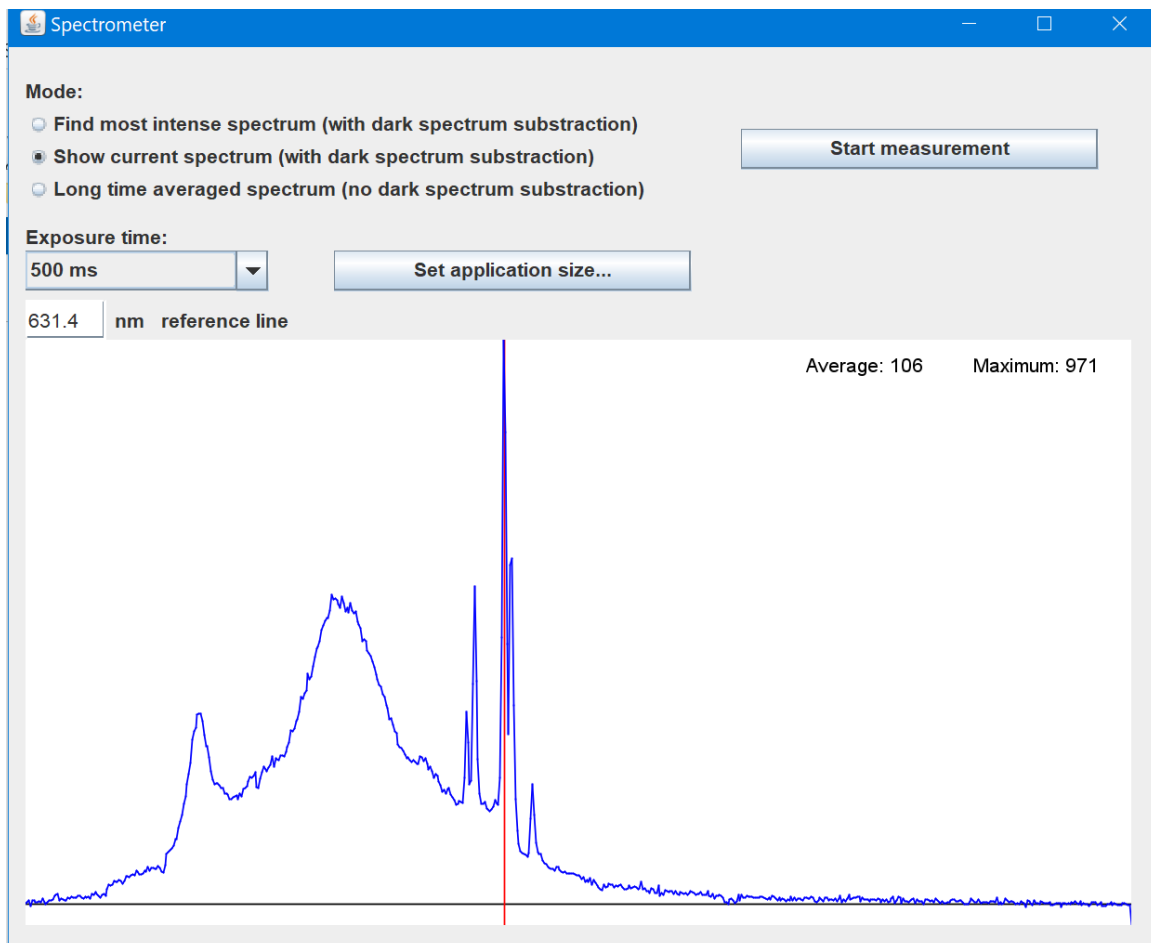 Spectrometer
Mode:
Find most intense spectrum (with dark spectrum substraction)
Show current spectrum (with dark spectrum substraction)
Start measurement
Long time averaged spectrum (no dark spectrum substraction)
Exposure time:
500 ms
Set application size...
631.4 nm reference line
Average: 106 Maximum: 971